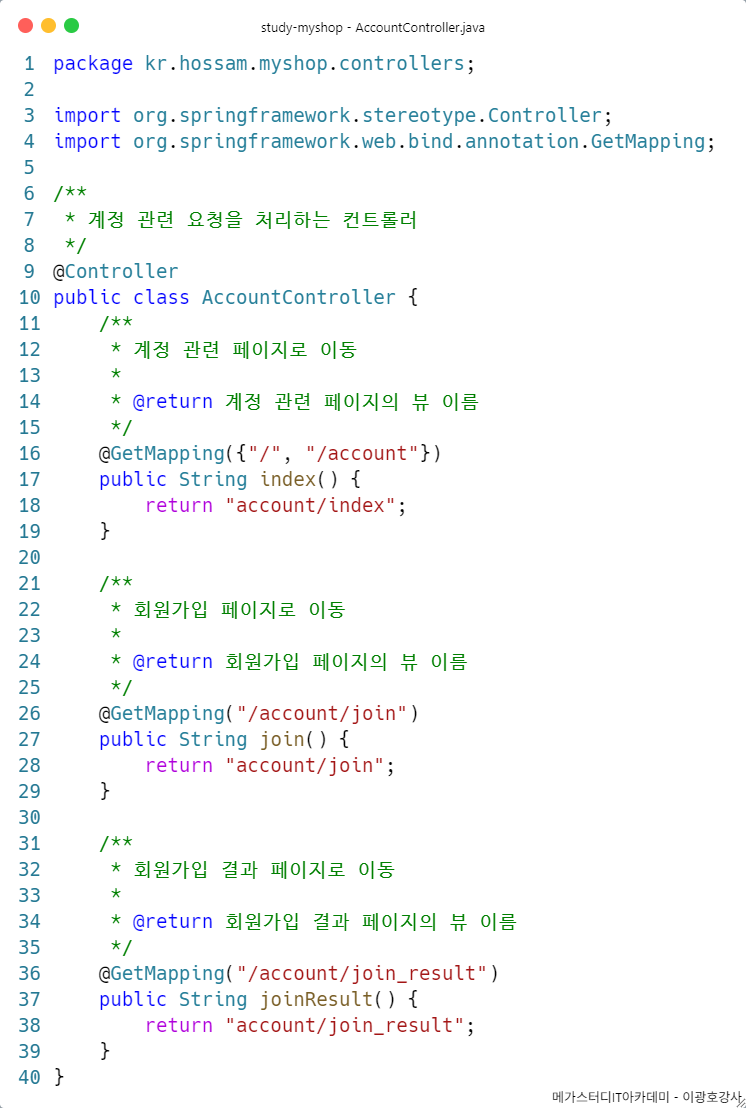 study-myshop - AccountController.java
1 package kr.hossam.myshop.controllers;
2
3 import org.springframework.stereotype.Controller;
4 import org.springframework.web.bind.annotation.GetMapping;
5
6 /**
7  * 계정 관련 요청을 처리하는 컨트롤러
8  */
9 @Controller
10 public class AccountController {
11     /**
12      * 계정 관련 페이지로 이동
13      *
14      * @return 계정 관련 페이지의 뷰 이름
15      */
16     @GetMapping({"/", "/account"})
17     public String index() {
18         return "account/index";
19     }
20
21     /**
22      * 회원가입 페이지로 이동
23      *
24      * @return 회원가입 페이지의 뷰 이름
25      */
26     @GetMapping("/account/join")
27     public String join() {
28         return "account/join";
29     }
30
31     /**
32      * 회원가입 결과 페이지로 이동
33      *
34      * @return 회원가입 결과 페이지의 뷰 이름
35      */
36     @GetMapping("/account/join_result")
37     public String joinResult() {
38         return "account/join_result";
39     }
40 }
메가스터디IT아카데미 - 이광호강사